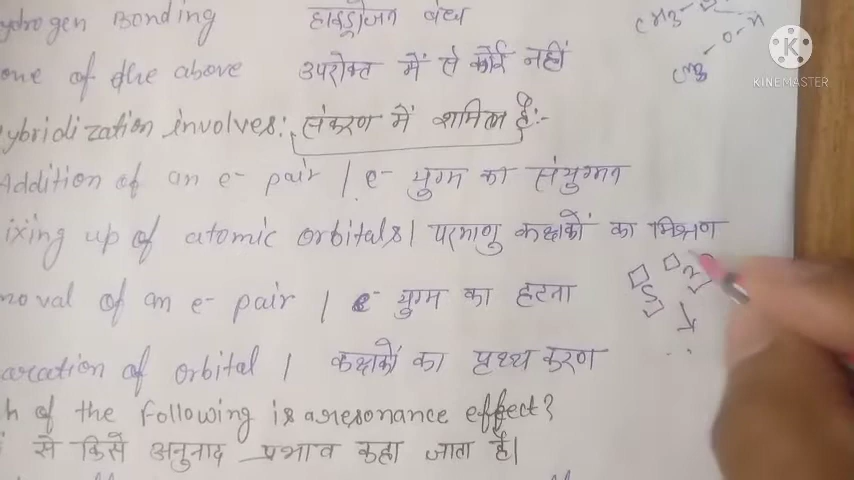 ydrogen Bonding हाइड्रोजन बंध
one of the above उपरोक्त में से कोई नहीं
CH3 - O - H
CH3
KINEMASTER
ybridization involves: संकरण में शामिल है:-
Addition of an e- pair / e- युग्म का संयुग्मन
ixing up of atomic orbitals / परमाणु कक्षकों का मिश्रण
moval of an e- pair / e- युग्म का हटना
aration of orbital / कक्षकों का पृथ्थ करण
h of the following is a resonance effect?
से किसे अनुनाद प्रभाव कहा जाता है।